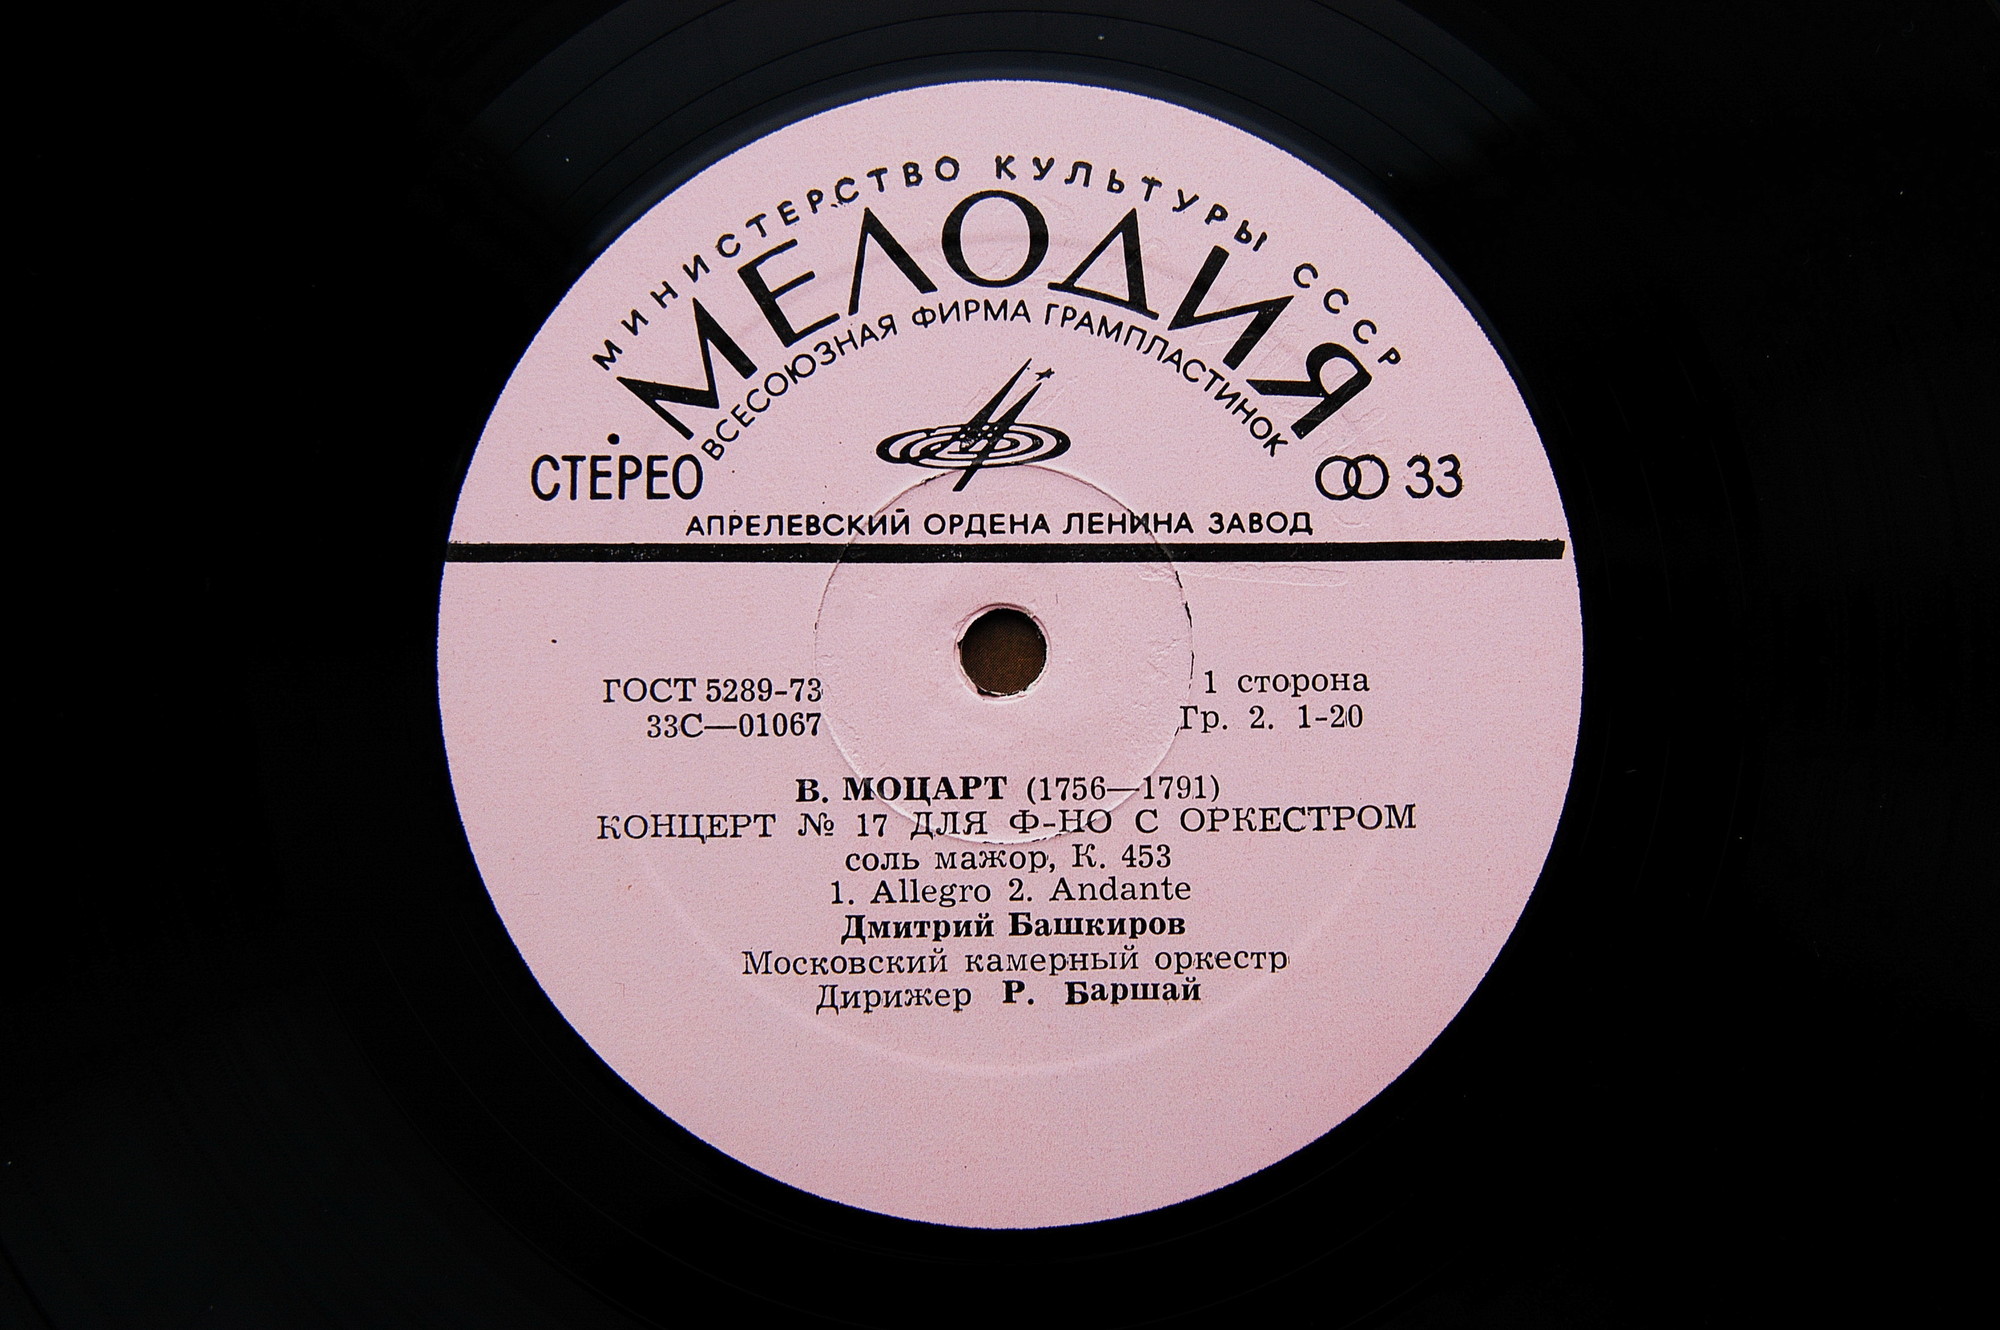 МИНИСТЕРСТВО КУЛЬТУРЫ СССР
МЕЛОДИЯ
ВСЕСОЮЗНАЯ ФИРМА ГРАМПЛАСТИНОК
СТЕРЕО
33
АПРЕЛЕВСКИЙ ОРДЕНА ЛЕНИНА ЗАВОД
ГОСТ 5289-73
33С—01067
1 сторона
Гр. 2. 1-20
В. МОЦАРТ (1756—1791)
КОНЦЕРТ № 17 ДЛЯ Ф-НО С ОРКЕСТРОМ
соль мажор, К. 453
1. Allegro 2. Andante
Дмитрий Башкиров
Московский камерный оркестр
Дирижер Р. Баршай